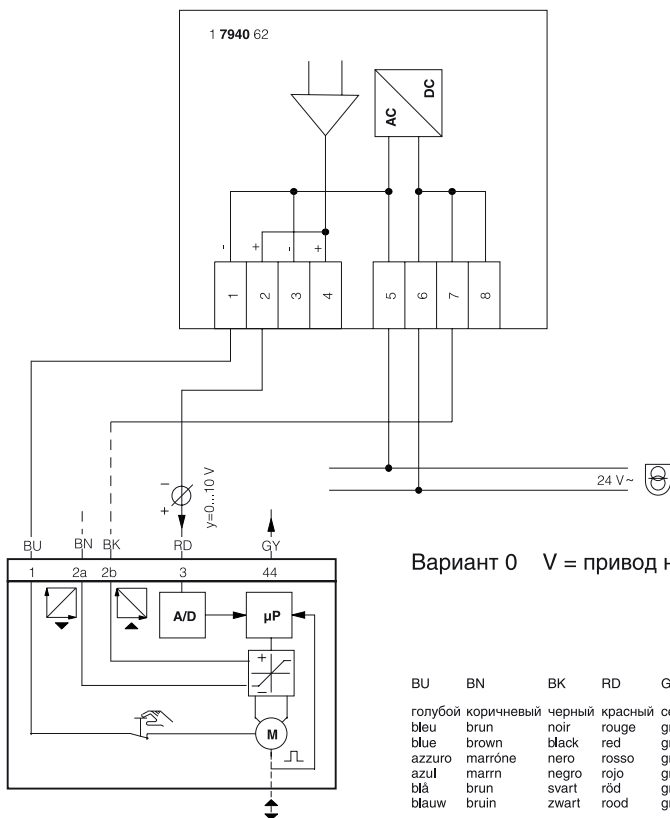 1 7940 62
AC
DC
- + - +
1 2 3 4 5 6 7 8
24 V~
− +
y=0...10 V
BU BN BK RD GY
1 2a 2b 3 44
A/D
µP
+
−
M
Вариант 0 V = привод н
BU BN BK RD G
голубой коричневый черный красный се
bleu brun noir rouge gr
blue brown black red gr
azzuro marróne nero rosso gr
azul marrn negro rojo gr
blå brun svart röd gr
blauw bruin zwart rood gr